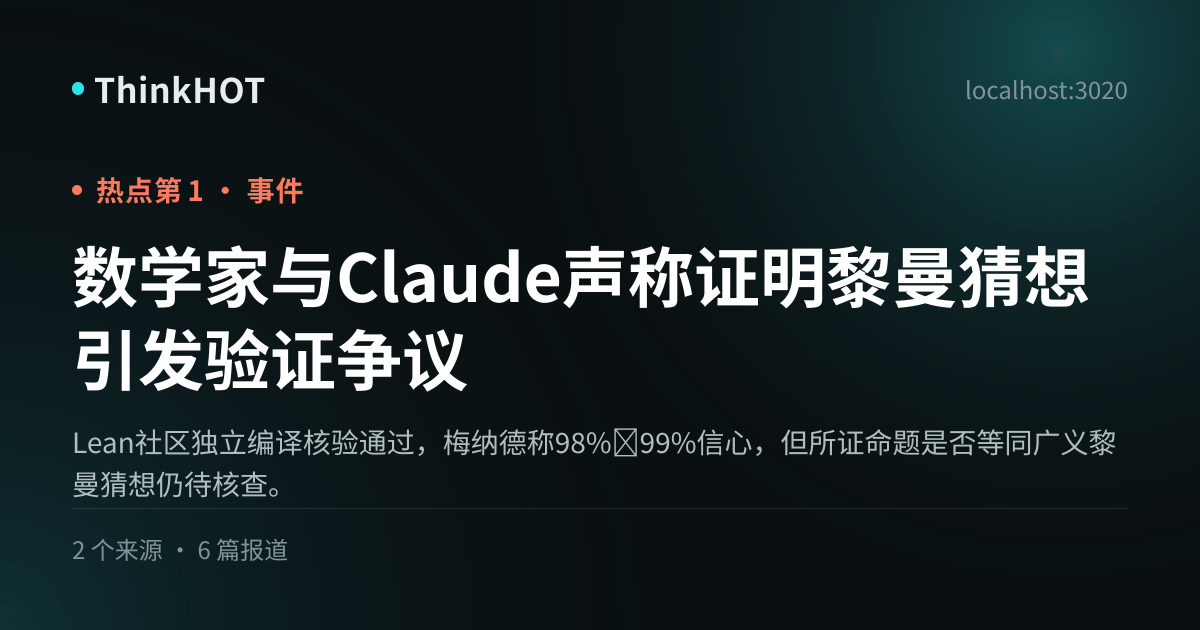 ThinkHOT
localhost:3020
热点第 1 · 事件
数学家与Claude声称证明黎曼猜想
引发验证争议
Lean社区独立编译核验通过，梅纳德称98%☒99%信心，但所证命题是否等同广义黎
曼猜想仍待核查。
2 个来源 · 6 篇报道